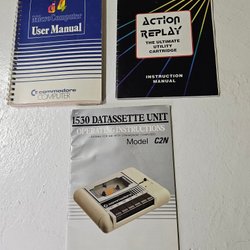 64
MicroComputer
User Manual
commodore
COMPUTER
ACTION
REPLAY
THE ULTIMATE
UTILITY
CARTRIDGE
INSTRUCTION
MANUAL
1530 DATASSETTE UNIT
OPERATING INSTRUCTIONS
Model C2N